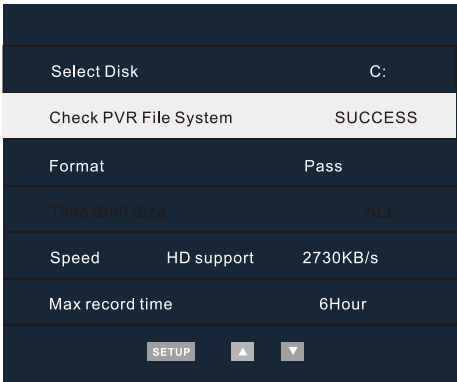 Select Disk C:
Check PVR File System SUCCESS
Format Pass
Time Shift Size ALL
Speed HD support 2730KB/s
Max record time 6Hour
SETUP ▲ ▼